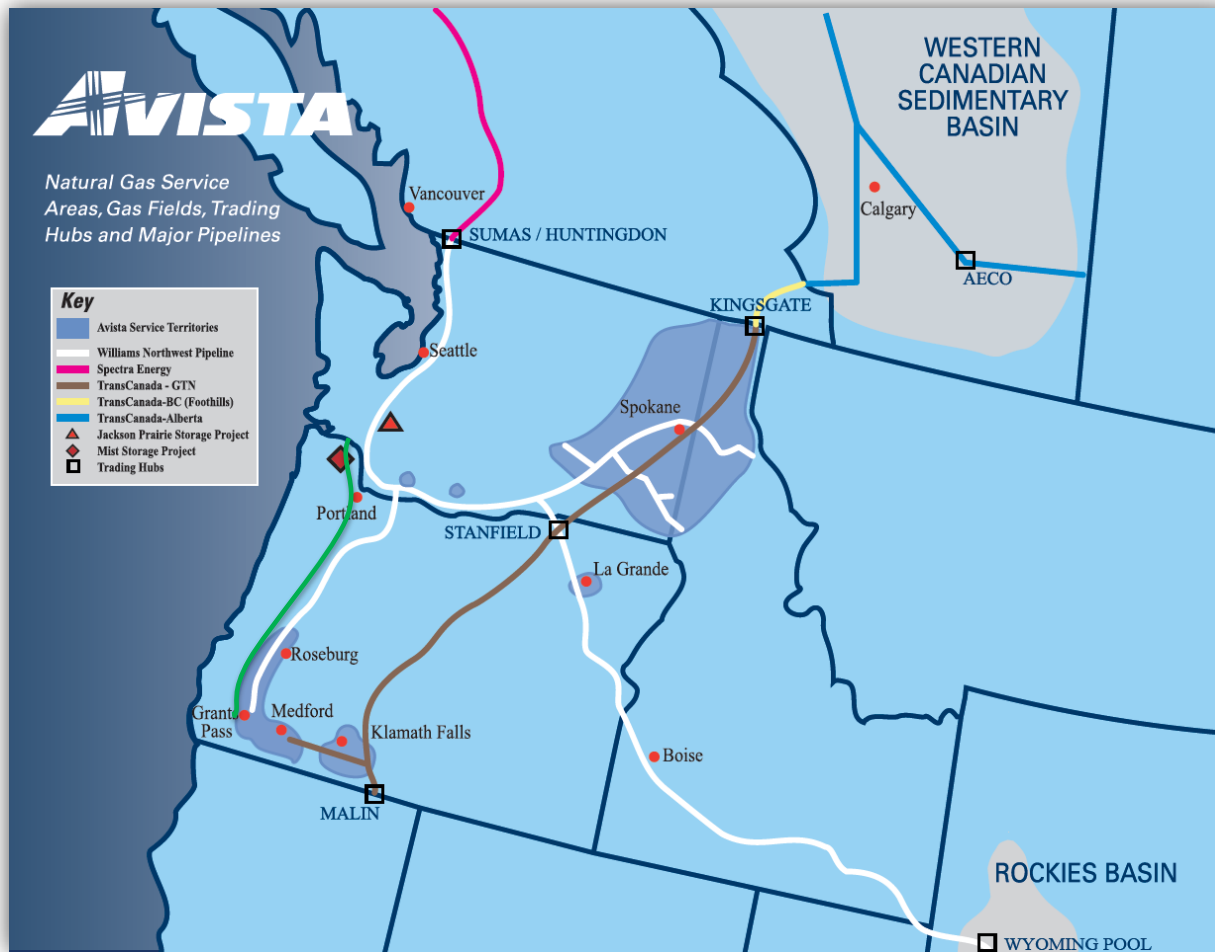 AVISTA
Natural Gas Service
Areas, Gas Fields, Trading
Hubs and Major Pipelines
Key
Avista Service Territories
Williams Northwest Pipeline
Spectra Energy
TransCanada - GTN
TransCanada-BC (Foothills)
TransCanada-Alberta
Jackson Prairie Storage Project
Mist Storage Project
Trading Hubs
WESTERN
CANADIAN
SEDIMENTARY
BASIN
Vancouver
Calgary
SUMAS / HUNTINGDON
AECO
KINGSGATE
Seattle
Spokane
Portland
STANFIELD
La Grande
Roseburg
Grants
Pass
Medford
Klamath Falls
Boise
MALIN
ROCKIES BASIN
WYOMING POOL